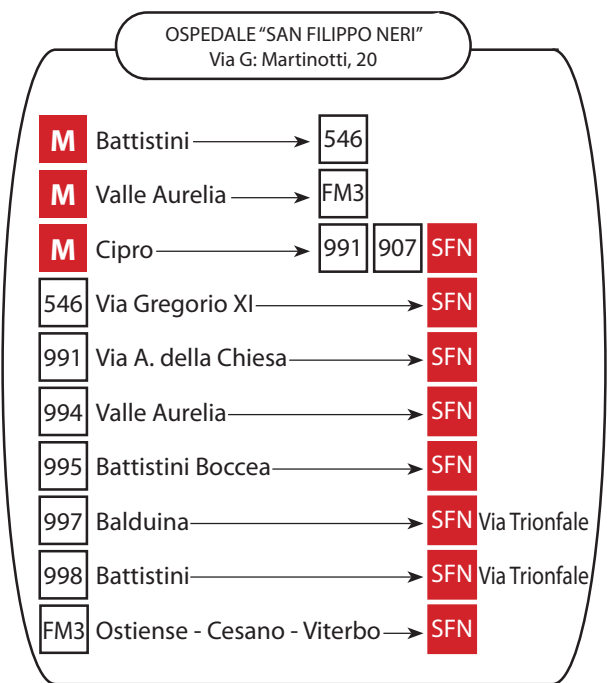 OSPEDALE “SAN FILIPPO NERI”
Via G: Martinotti, 20
M Battistini 546
M Valle Aurelia FM3
M Cipro 991 907 SFN
546 Via Gregorio XI SFN
991 Via A. della Chiesa SFN
994 Valle Aurelia SFN
995 Battistini Boccea SFN
997 Balduina SFN Via Trionfale
998 Battistini SFN Via Trionfale
FM3 Ostiense - Cesano - Viterbo SFN